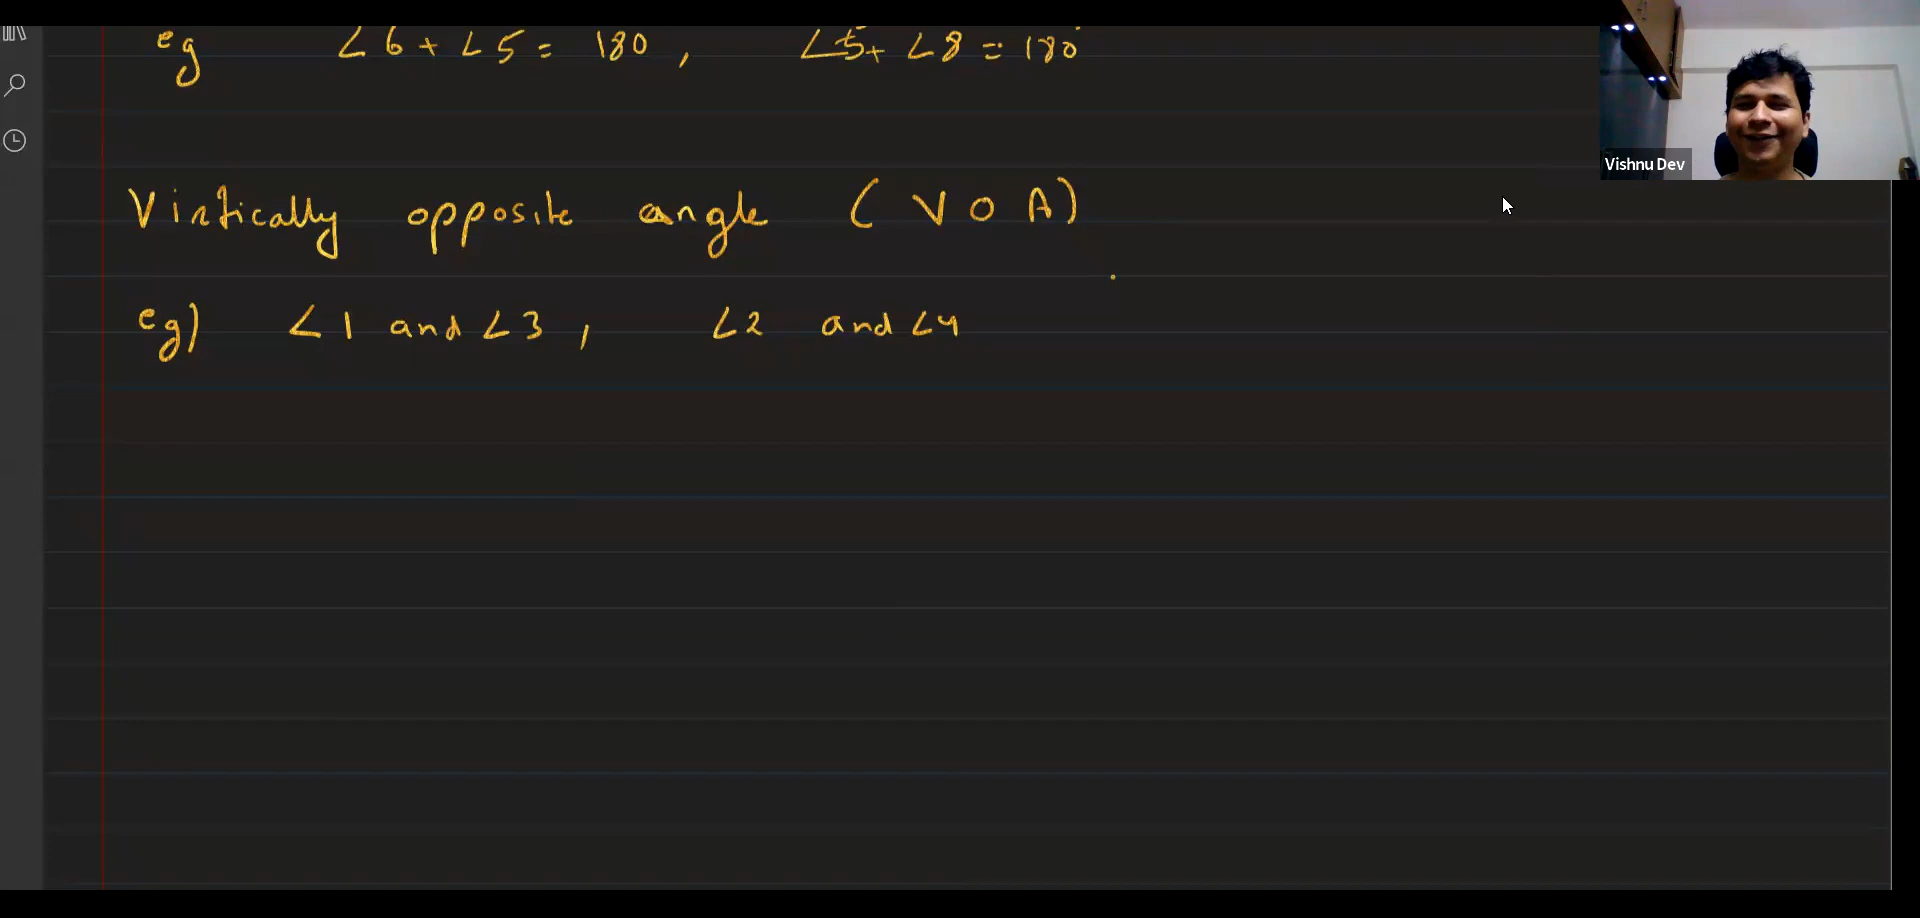 eg ∠6 + ∠5 = 180 , ∠5 + ∠8 = 180°
Vishnu Dev
Virtically opposite angle (VOA)
eg) ∠1 and ∠3 , ∠2 and ∠4